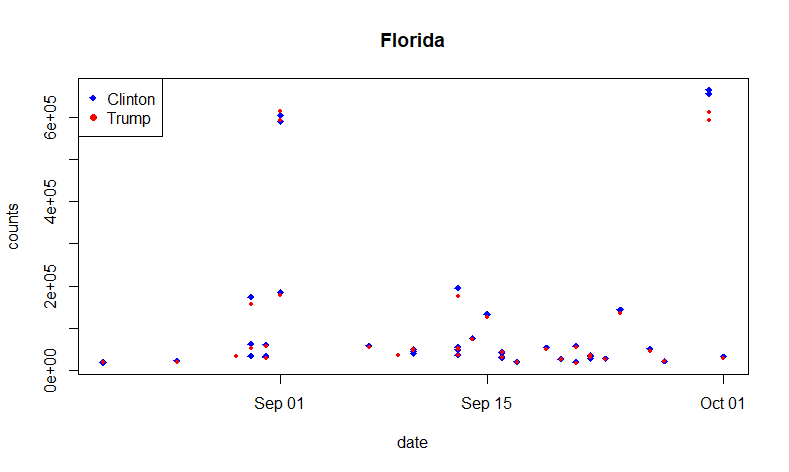 Florida
Clinton
Trump
6e+05
4e+05
2e+05
0e+00
counts
Sep 01
Sep 15
Oct 01
date